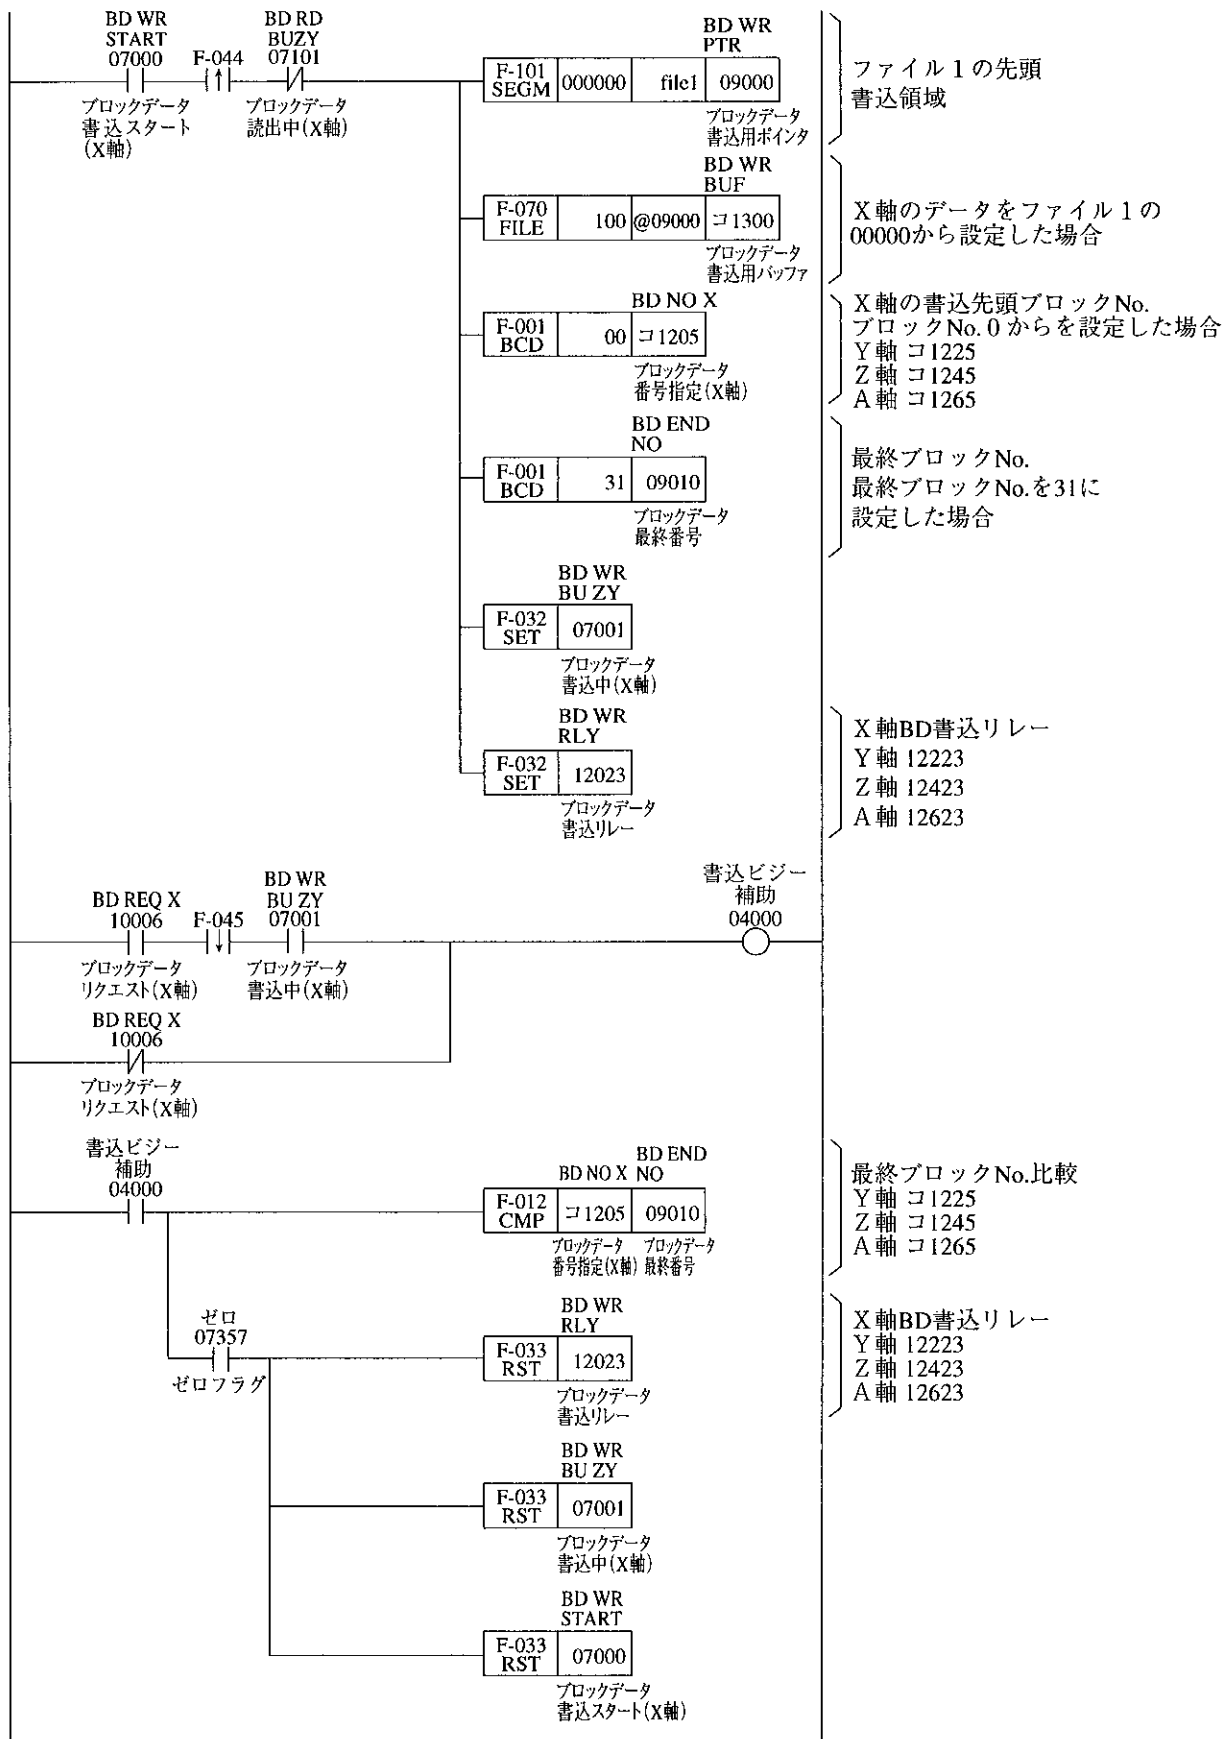 BD WR
START
07000
F-044
BD RD
BUZY
07101
ブロックデータ
書込スタート
(X軸)
ブロックデータ
読出中(X軸)
BD WR
PTR
F-101
SEGM
000000
file1
09000
ブロックデータ
書込用ポインタ
ファイル1の先頭
書込領域
BD WR
BUF
F-070
FILE
100
@09000
コ1300
ブロックデータ
書込用バッファ
X軸のデータをファイル1の
00000から設定した場合
BD NO X
F-001
BCD
00
コ1205
ブロックデータ
番号指定(X軸)
X軸の書込先頭ブロックNo.
ブロックNo. 0 からを設定した場合
Y軸 コ1225
Z軸 コ1245
A軸 コ1265
BD END
NO
F-001
BCD
31
09010
ブロックデータ
最終番号
最終ブロックNo.
最終ブロックNo.を31に
設定した場合
BD WR
BU ZY
F-032
SET
07001
ブロックデータ
書込中(X軸)
BD WR
RLY
F-032
SET
12023
ブロックデータ
書込リレー
X軸BD書込リレー
Y軸 12223
Z軸 12423
A軸 12623
BD REQ X
10006
F-045
BD WR
BU ZY
07001
ブロックデータ
リクエスト(X軸)
ブロックデータ
書込中(X軸)
書込ビジー
補助
04000
BD REQ X
10006
ブロックデータ
リクエスト(X軸)
書込ビジー
補助
04000
BD NO X
BD END
NO
F-012
CMP
コ1205
09010
ブロックデータ
番号指定(X軸)
ブロックデータ
最終番号
最終ブロックNo.比較
Y軸 コ1225
Z軸 コ1245
A軸 コ1265
ゼロ
07357
ゼロフラグ
BD WR
RLY
F-033
RST
12023
ブロックデータ
書込リレー
X軸BD書込リレー
Y軸 12223
Z軸 12423
A軸 12623
BD WR
BU ZY
F-033
RST
07001
ブロックデータ
書込中(X軸)
BD WR
START
F-033
RST
07000
ブロックデータ
書込スタート(X軸)